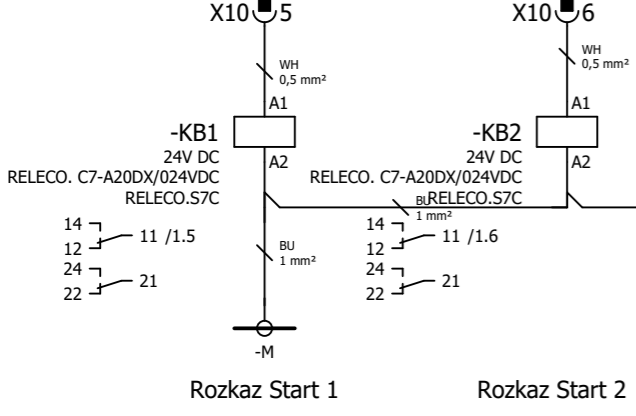 X10 5
WH
0,5 mm²
A1
-KB1
24V DC
A2
RELECO. C7-A20DX/024VDC
RELECO.S7C
14
12
11 /1.5
24
22
21
BU
1 mm²
-M
Rozkaz Start 1
X10 6
WH
0,5 mm²
A1
-KB2
24V DC
A2
RELECO. C7-A20DX/024VDC
RELECO.S7C
BU
1 mm²
14
12
11 /1.6
24
22
21
Rozkaz Start 2